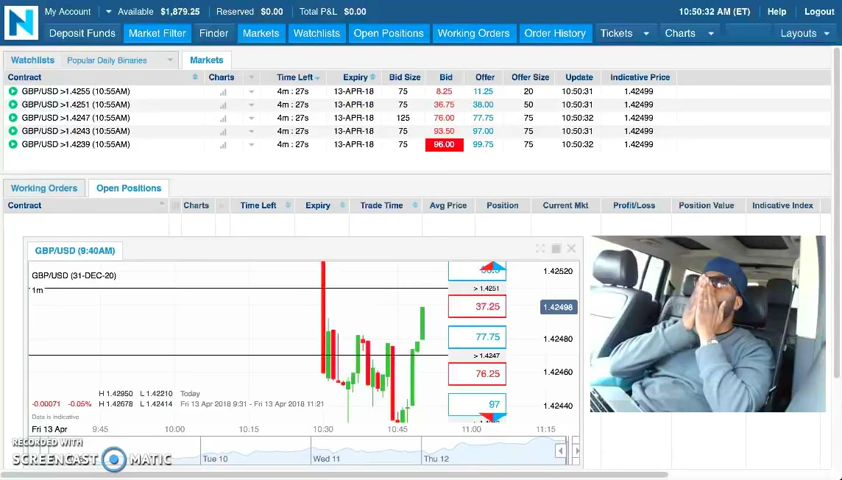 My Account Available $1,879.25 Reserved $0.00 Total P&L $0.00 10:50:32 AM (ET) Help Logout
N
Deposit Funds Market Filter Finder Markets Watchlists Open Positions Working Orders Order History Tickets Charts Layouts
Watchlists Popular Daily Binaries Markets
Contract Charts Time Left Expiry Bid Size Bid Offer Offer Size Update Indicative Price
GBP/USD >1.4255 (10:55AM) 4m : 27s 13-APR-18 75 8.25 11.25 20 10:50:31 1.42499
GBP/USD >1.4251 (10:55AM) 4m : 27s 13-APR-18 75 36.75 38.00 50 10:50:31 1.42499
GBP/USD >1.4247 (10:55AM) 4m : 27s 13-APR-18 125 76.00 77.75 75 10:50:32 1.42499
GBP/USD >1.4243 (10:55AM) 4m : 27s 13-APR-18 75 93.50 97.00 75 10:50:31 1.42499
GBP/USD >1.4239 (10:55AM) 4m : 27s 13-APR-18 75 96.00 99.75 75 10:50:32 1.42499
Working Orders Open Positions
Contract Charts Time Left Expiry Trade Time Avg Price Position Current Mkt Profit/Loss Position Value Indicative Index
GBP/USD (9:40AM)
GBP/USD (31-DEC-20)
1.42520
1m
> 1.4251
37.25
1.42498
77.75
1.42480
> 1.4247
76.25
1.42460
H 1.42950 L 1.42210 Today
-0.00071 -0.05% H 1.42678 L 1.42414 Fri 13 Apr 2018 9:31 - Fri 13 Apr 2018 11:21
97
1.42440
Data is indicative
Fri 13 Apr 9:45 10:00 10:15 10:30 10:45 11:00 11:15
RECORDED WITH
SCREENCAST MATIC
Tue 10 Wed 11 Thu 12